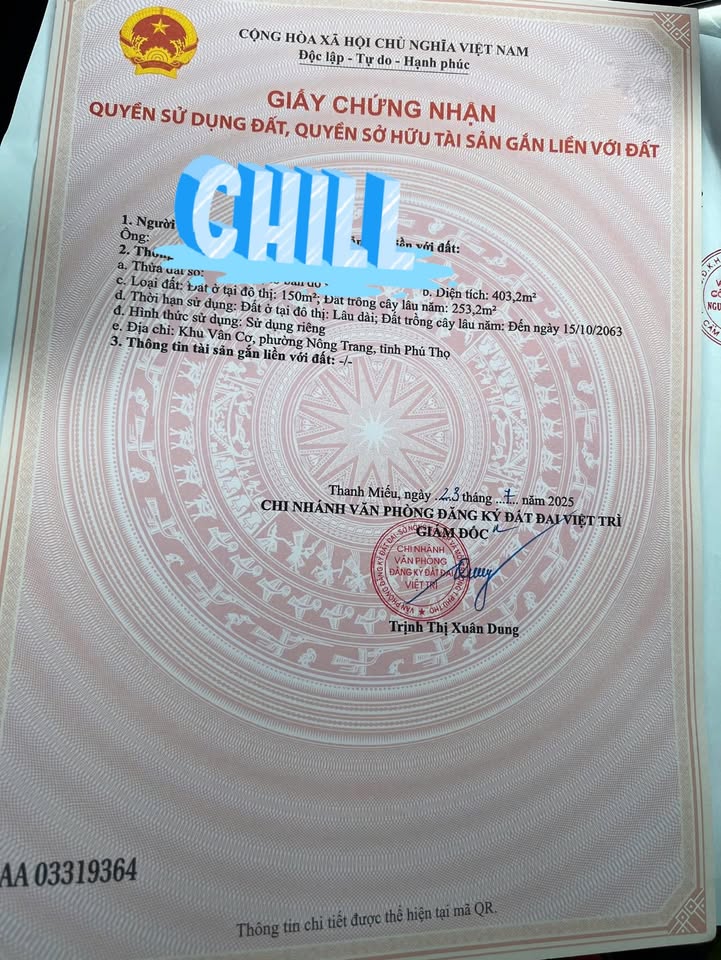 CỘNG HÒA XÃ HỘI CHỦ NGHĨA VIỆT NAM
Độc lập - Tự do - Hạnh phúc
GIẤY CHỨNG NHẬN
QUYỀN SỬ DỤNG ĐẤT, QUYỀN SỞ HỮU TÀI SẢN GẮN LIỀN VỚI ĐẤT
CHILL
1. Người liền với đất:
Ông:
2.
a. Thửa đất số: b. Diện tích: 403,2m²
c. Loại đất: Đất ở tại đô thị: 150m²; Đất trồng cây lâu năm: 253,2m²
d. Thời hạn sử dụng: Đất ở tại đô thị: Lâu dài; Đất trồng cây lâu năm: Đến ngày 15/10/2063
đ. Hình thức sử dụng: Sử dụng riêng
e. Địa chỉ: Khu Vân Cơ, phường Nông Trang, tỉnh Phú Thọ
3. Thông tin tài sản gắn liền với đất: -/-
Thanh Miếu, ngày 23 tháng 7 năm 2025
CHI NHÁNH VĂN PHÒNG ĐĂNG KÝ ĐẤT ĐAI VIỆT TRÌ
GIÁM ĐỐC
CHI NHÁNH
VĂN PHÒNG
ĐĂNG KÝ ĐẤT ĐAI
VIỆT TRÌ
Trịnh Thị Xuân Dung
AA 03319364
Thông tin chi tiết được thể hiện tại mã QR.